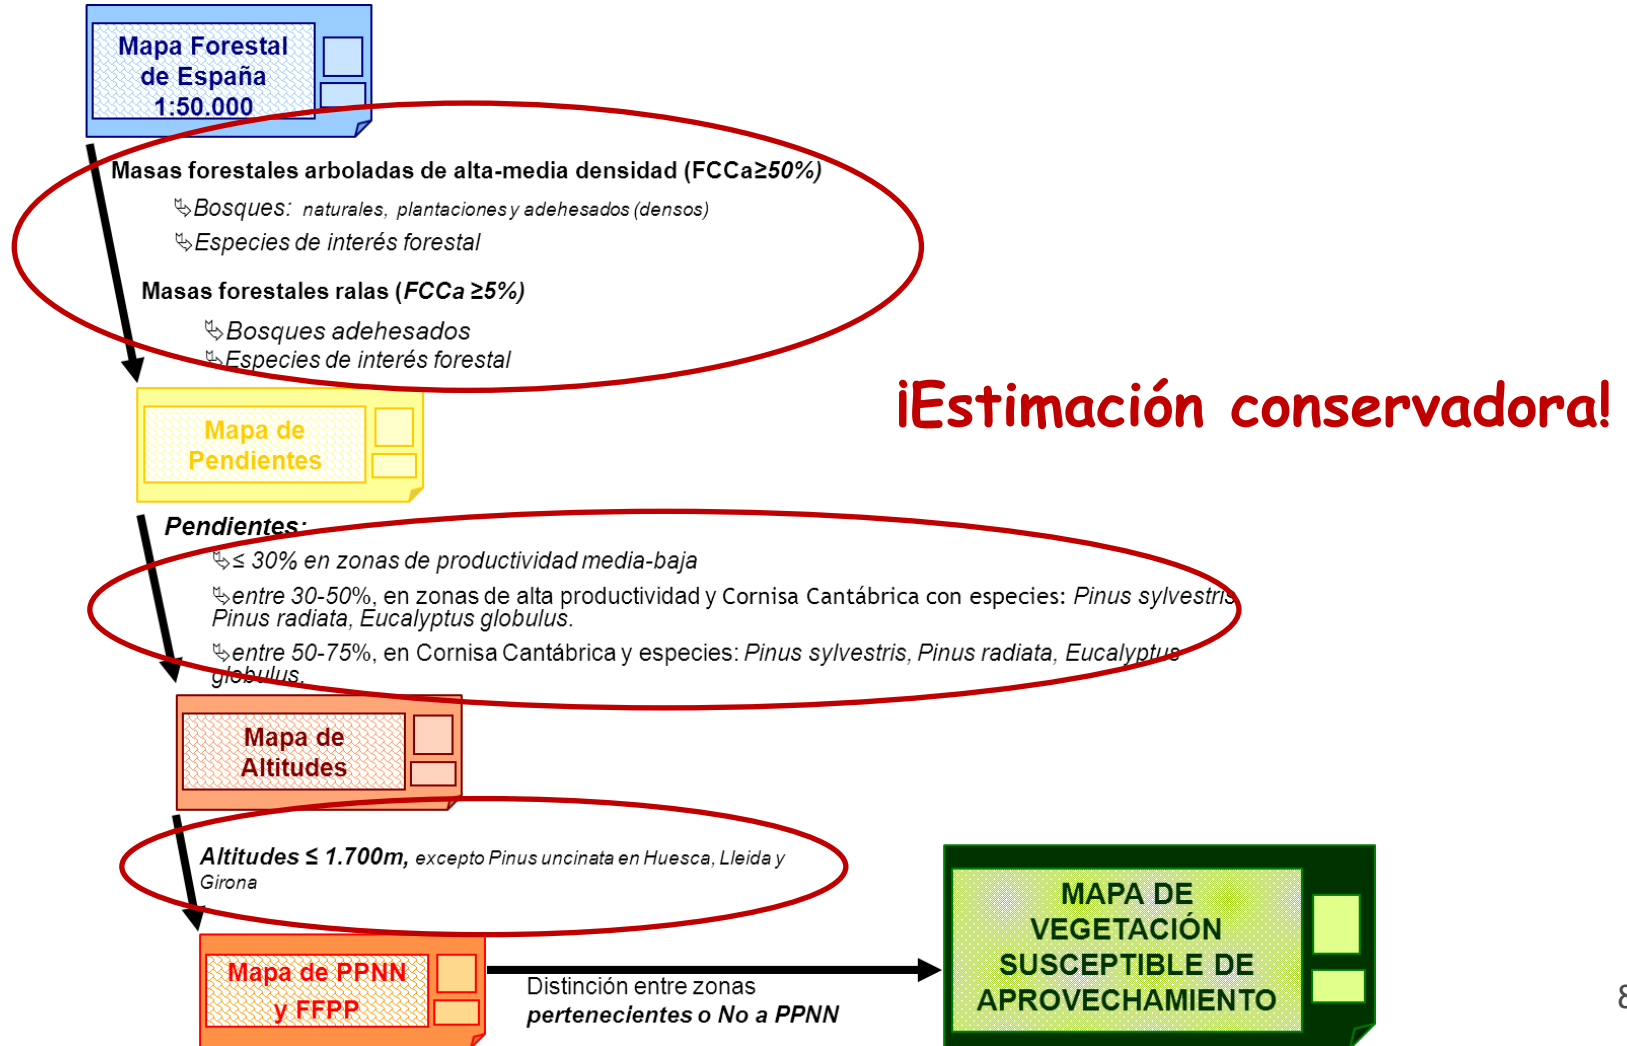 Mapa Forestal
de España
1:50.000
Masas forestales arboladas de alta-media densidad (FCCa≥50%)
Bosques: naturales, plantaciones y adehesados (densos)
Especies de interés forestal
Masas forestales ralas (FCCa ≥5%)
Bosques adehesados
Especies de interés forestal
¡Estimación conservadora!
Mapa de
Pendientes
Pendientes:
≤ 30% en zonas de productividad media-baja
entre 30-50%, en zonas de alta productividad y Cornisa Cantábrica con especies: Pinus sylvestris
Pinus radiata, Eucalyptus globulus.
entre 50-75%, en Cornisa Cantábrica y especies: Pinus sylvestris, Pinus radiata, Eucalyptus
globulus.
Mapa de
Altitudes
Altitudes ≤ 1.700m, excepto Pinus uncinata en Huesca, Lleida y
Girona
Mapa de PPNN
y FFPP
Distinción entre zonas
pertenecientes o No a PPNN
MAPA DE
VEGETACIÓN
SUSCEPTIBLE DE
APROVECHAMIENTO
8